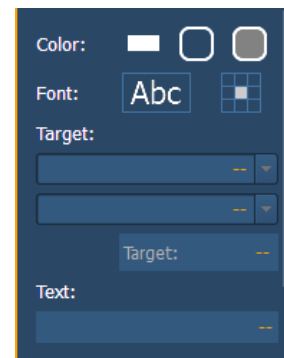 Color:
Font: Abc
Target:
--
--
Target: --
Text:
--